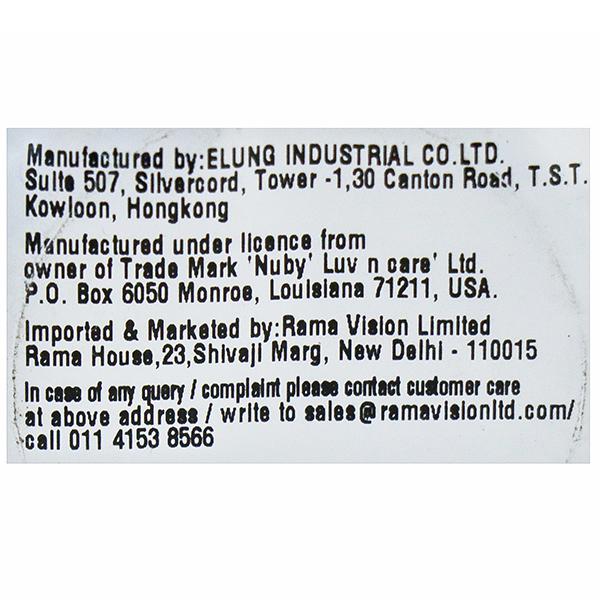 Manufactured by:ELUNG INDUSTRIAL CO.LTD.
Suite 507, Silvercord, Tower -1,30 Canton Road, T.S.T.
Kowloon, Hongkong
Manufactured under licence from
owner of Trade Mark 'Nuby' Luv n care' Ltd.
P.O. Box 6050 Monroe, Louisiana 71211, USA.
Imported & Marketed by:Rama Vision Limited
Rama House,23,Shivaji Marg, New Delhi - 110015
In case of any query / complaint please contact customer care
at above address / write to sales@ramavisionltd.com/
call 011 4153 8566